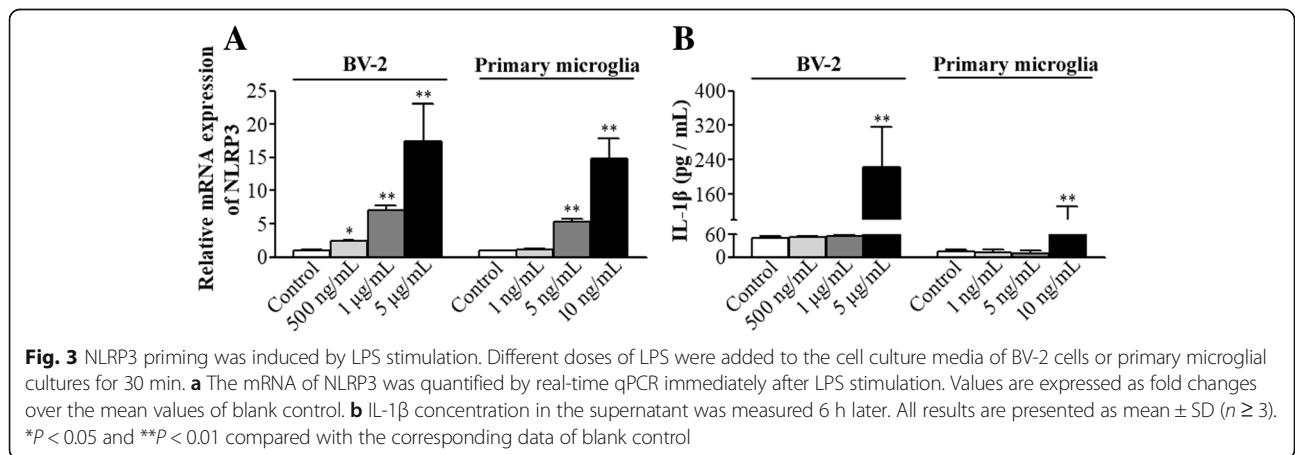 A
B
BV-2
Primary microglia
BV-2
Primary microglia
Relative mRNA expression
of NLRP3
25
20
15
10
5
0
*
**
**
**
**
Control
500 ng/mL
1 µg/mL
5 µg/mL
Control
1 ng/mL
5 ng/mL
10 ng/mL
IL-1β (pg / mL)
400
320
240
160
60
0
**
**
Control
500 ng/mL
1 µg/mL
5 µg/mL
Control
1 ng/mL
5 ng/mL
10 ng/mL
Fig. 3 NLRP3 priming was induced by LPS stimulation. Different doses of LPS were added to the cell culture media of BV-2 cells or primary microglial
cultures for 30 min. a The mRNA of NLRP3 was quantified by real-time qPCR immediately after LPS stimulation. Values are expressed as fold changes
over the mean values of blank control. b IL-1β concentration in the supernatant was measured 6 h later. All results are presented as mean ± SD (n ≥ 3).
*P < 0.05 and **P < 0.01 compared with the corresponding data of blank control